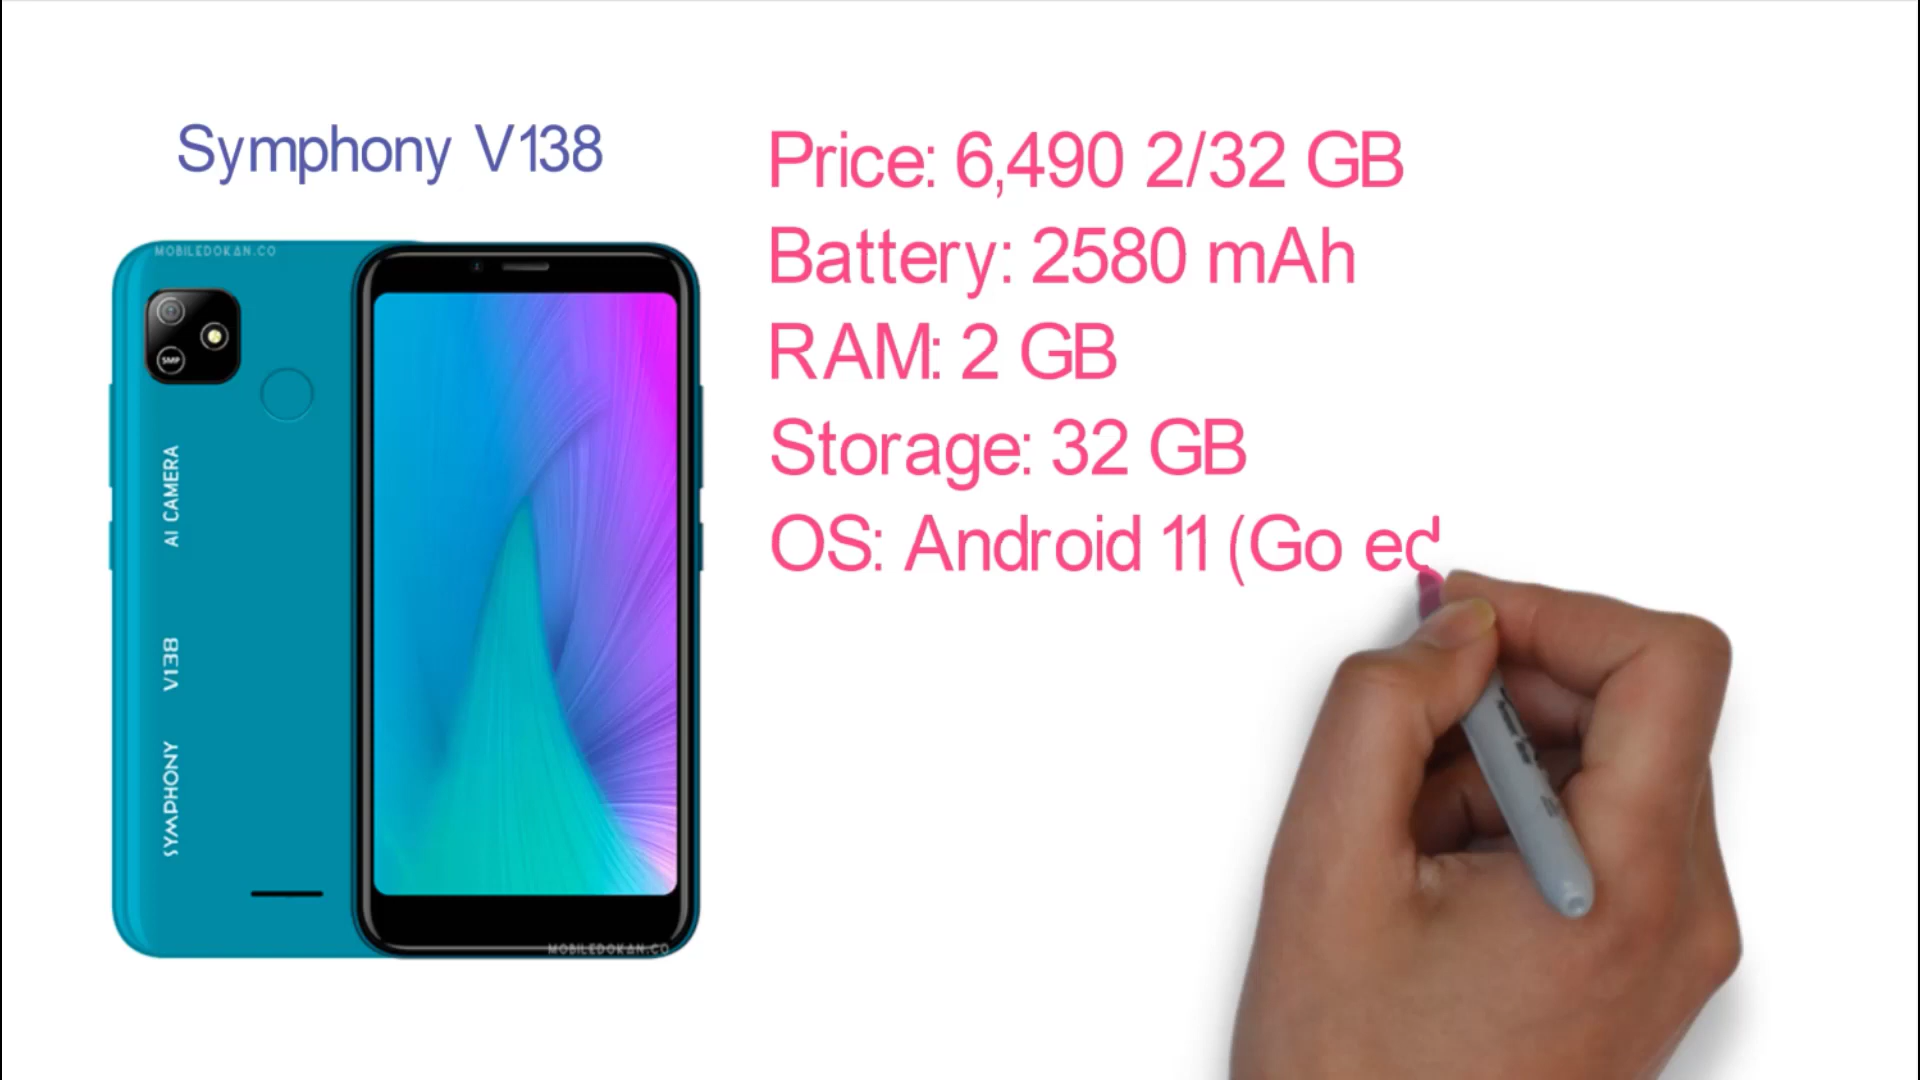 Symphony V138
Price: 6,490 2/32 GB
Battery: 2580 mAh
RAM: 2 GB
Storage: 32 GB
OS: Android 11 (Go ed
MOBILEDOKAN.CO
5MP
AI CAMERA
V138
SYMPHONY
MOBILEDOKAN.CO